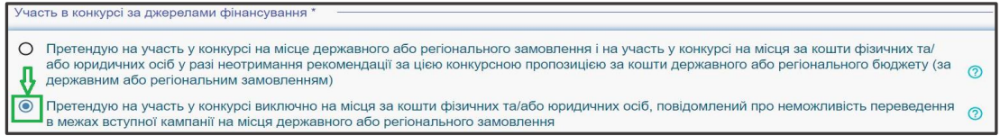 Участь в конкурсі за джерелами фінансування *
Претендую на участь у конкурсі на місце державного або регіонального замовлення і на участь у конкурсі на місця за кошти фізичних та/
або юридичних осіб у разі неотримання рекомендації за цією конкурсною пропозицією за кошти державного або регіонального бюджету (за
державним або регіональним замовленням)
Претендую на участь у конкурсі виключно на місця за кошти фізичних та/або юридичних осіб, повідомлений про неможливість переведення
в межах вступної кампанії на місця державного або регіонального замовлення